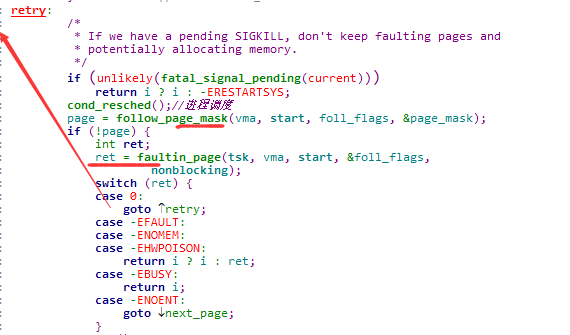 retry:
/*
* If we have a pending SIGKILL, don't keep faulting pages and
* potentially allocating memory.
*/
if (unlikely(fatal_signal_pending(current)))
return i ? i : -ERESTARTSYS;
cond_resched();//进程调度
page = follow_page_mask(vma, start, foll_flags, &page_mask);
if (!page) {
int ret;
ret = faultin_page(tsk, vma, start, &foll_flags,
nonblocking);
switch (ret) {
case 0:
goto ↑retry;
case -EFAULT:
case -ENOMEM:
case -EHWPOISON:
return i ? i : ret;
case -EBUSY:
return i;
case -ENOENT:
goto ↓next_page;
}